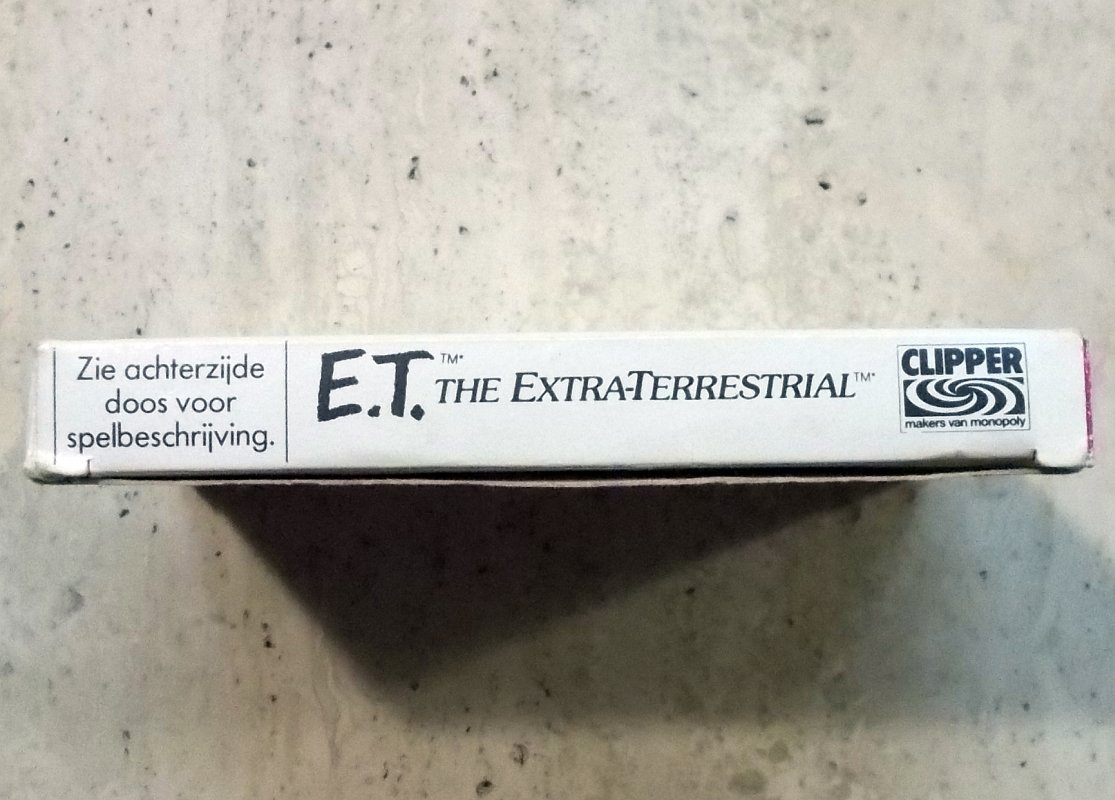 Zie achterzijde
doos voor
spelbeschrijving.
E.T.™* THE EXTRA-TERRESTRIAL™*
CLIPPER
makers van monopoly